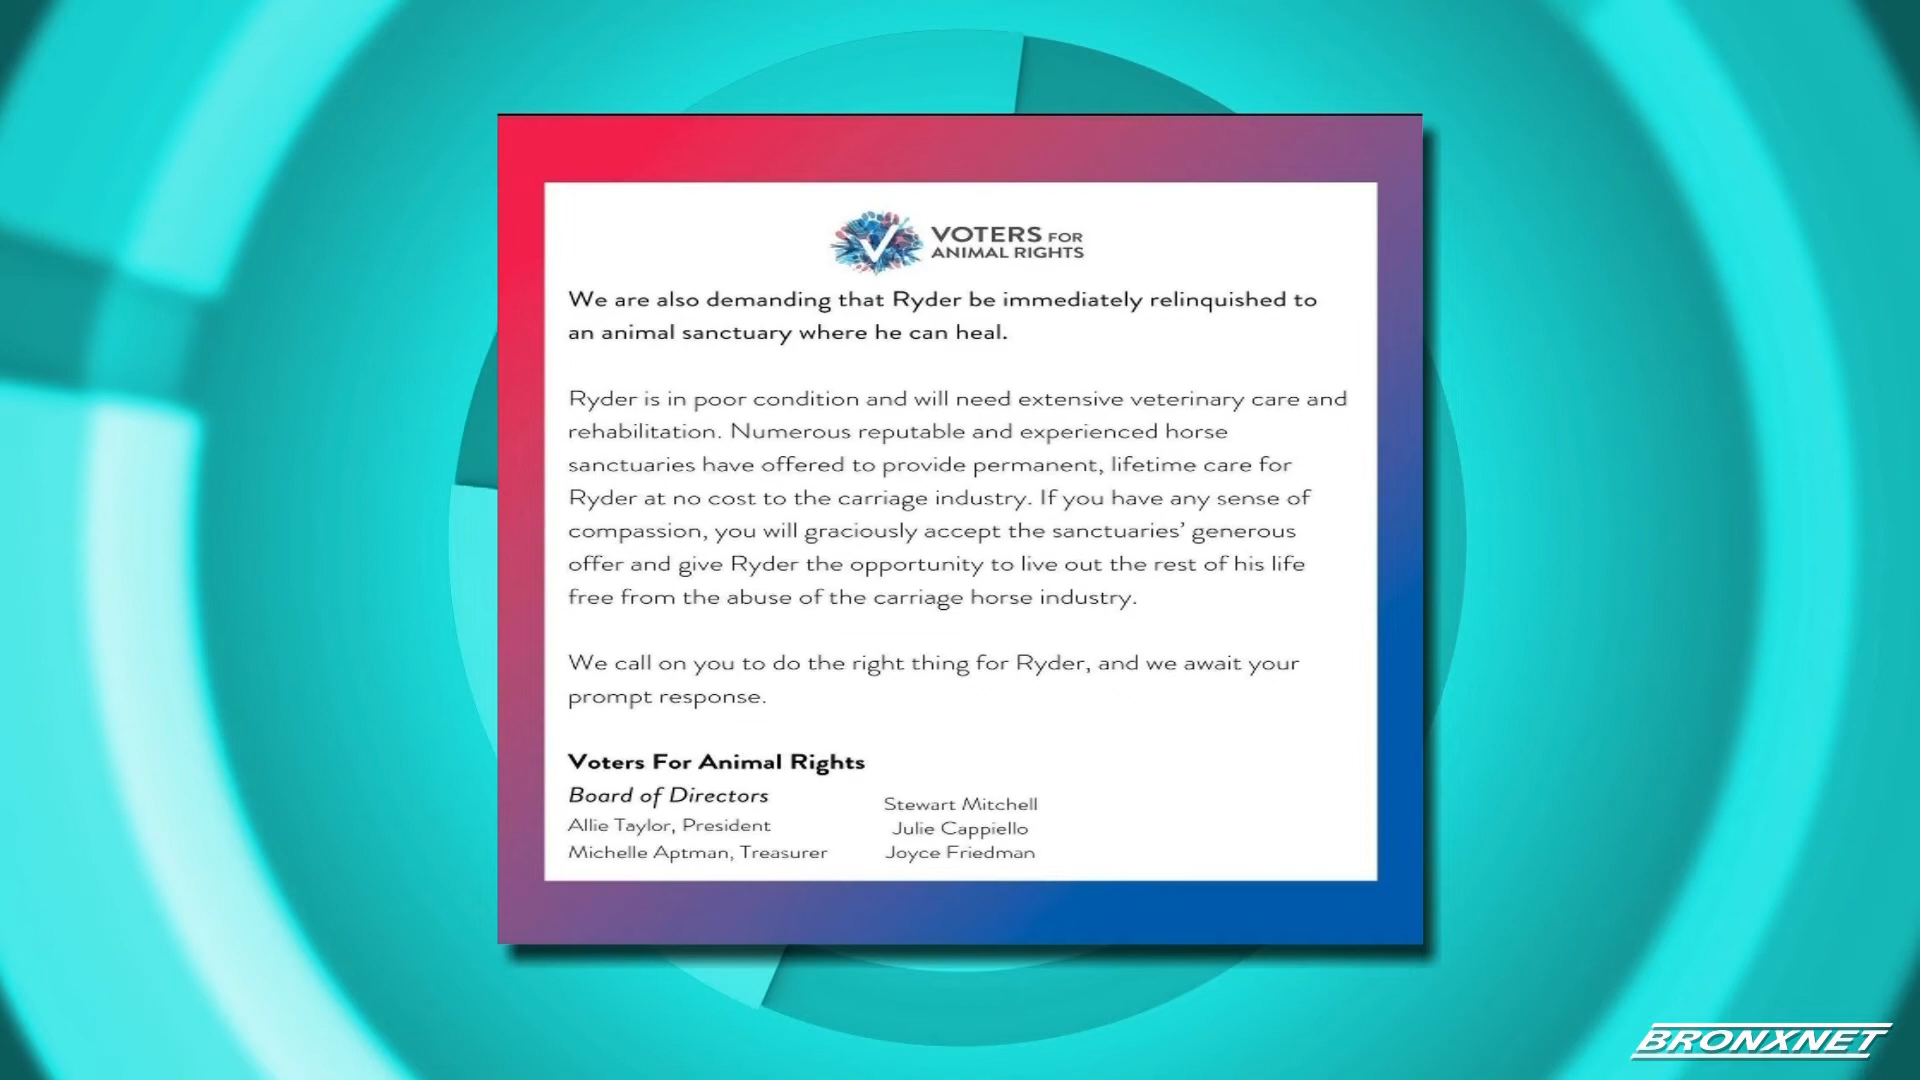 VOTERS FOR
ANIMAL RIGHTS
We are also demanding that Ryder be immediately relinquished to
an animal sanctuary where he can heal.
Ryder is in poor condition and will need extensive veterinary care and
rehabilitation. Numerous reputable and experienced horse
sanctuaries have offered to provide permanent, lifetime care for
Ryder at no cost to the carriage industry. If you have any sense of
compassion, you will graciously accept the sanctuaries’ generous
offer and give Ryder the opportunity to live out the rest of his life
free from the abuse of the carriage horse industry.
We call on you to do the right thing for Ryder, and we await your
prompt response.
Voters For Animal Rights
Board of Directors
Allie Taylor, President
Michelle Aptman, Treasurer
Stewart Mitchell
Julie Cappiello
Joyce Friedman
BRONXNET